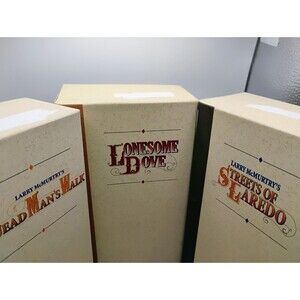 LARRY McMURTRY'S
DEAD MAN'S WALK
LONESOME
DOVE
LARRY McMURTRY'S
STREETS OF
LAREDO